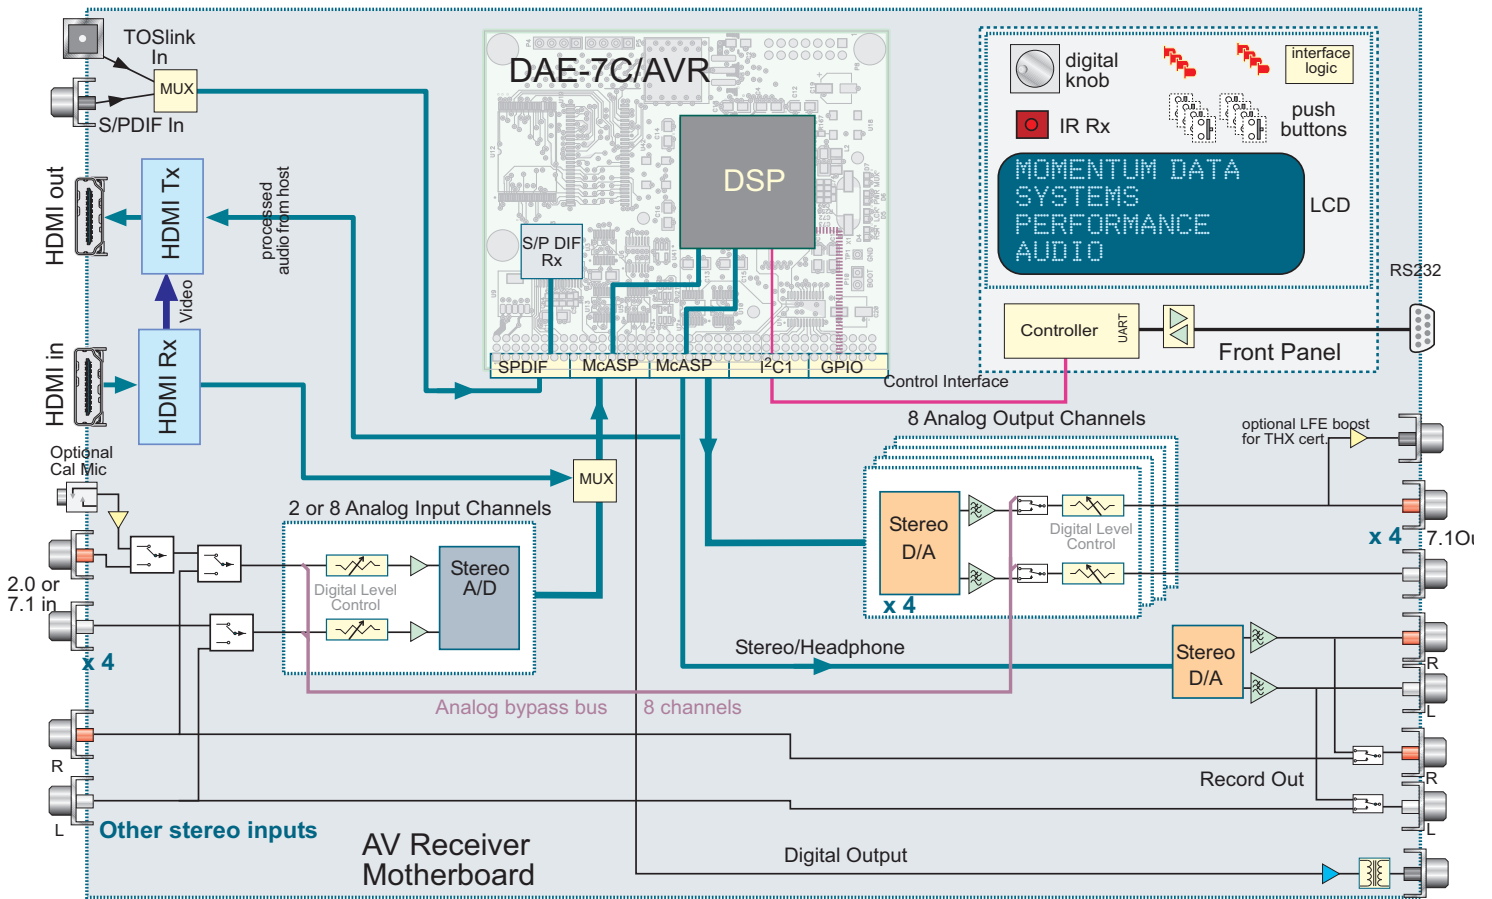 TOSlink
In
MUX
S/PDIF In
DAE-7C/AVR
DSP
S/P DIF
Rx
SPDIF
McASP
McASP
I²C1
GPIO
digital
knob
interface
logic
IR Rx
push
buttons
MOMENTUM DATA
SYSTEMS
PERFORMANCE
AUDIO
LCD
RS232
Controller
UART
Front Panel
Control Interface
HDMI out
HDMI Tx
processed
audio from host
Video
HDMI in
HDMI Rx
Optional
Cal Mic
MUX
2 or 8 Analog Input Channels
Digital Level
Control
Stereo
A/D
2.0 or
7.1 in
x 4
8 Analog Output Channels
optional LFE boost
for THX cert.
Stereo
D/A
x 4
Digital Level
Control
x 4
7.1Ou
Stereo/Headphone
Stereo
D/A
R
L
Analog bypass bus
8 channels
R
L
Record Out
R
L
Other stereo inputs
AV Receiver
Motherboard
Digital Output